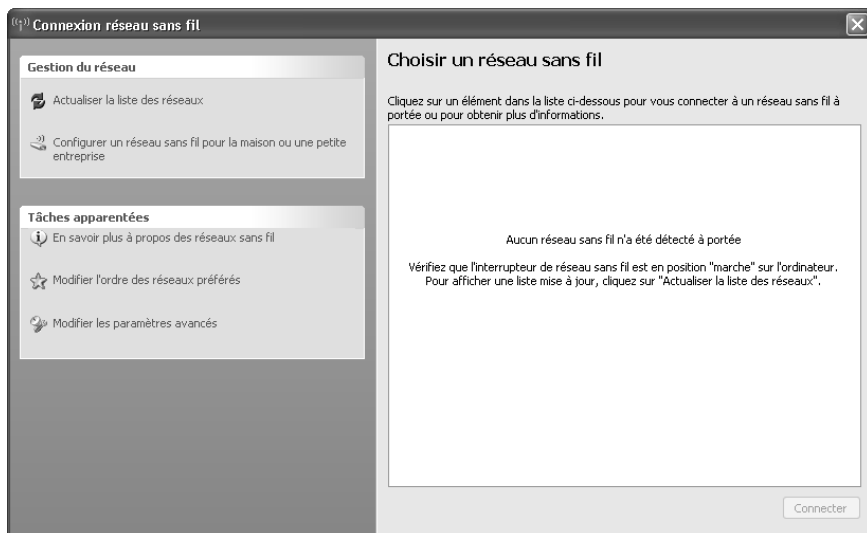 Connexion réseau sans fil
Gestion du réseau
Actualiser la liste des réseaux
Configurer un réseau sans fil pour la maison ou une petite
entreprise
Tâches apparentées
En savoir plus à propos des réseaux sans fil
Modifier l'ordre des réseaux préférés
Modifier les paramètres avancés
Choisir un réseau sans fil
Cliquez sur un élément dans la liste ci-dessous pour vous connecter à un réseau sans fil à
portée ou pour obtenir plus d'informations.
Aucun réseau sans fil n'a été détecté à portée
Vérifiez que l'interrupteur de réseau sans fil est en position "marche" sur l'ordinateur.
Pour afficher une liste mise à jour, cliquez sur "Actualiser la liste des réseaux".
Connecter